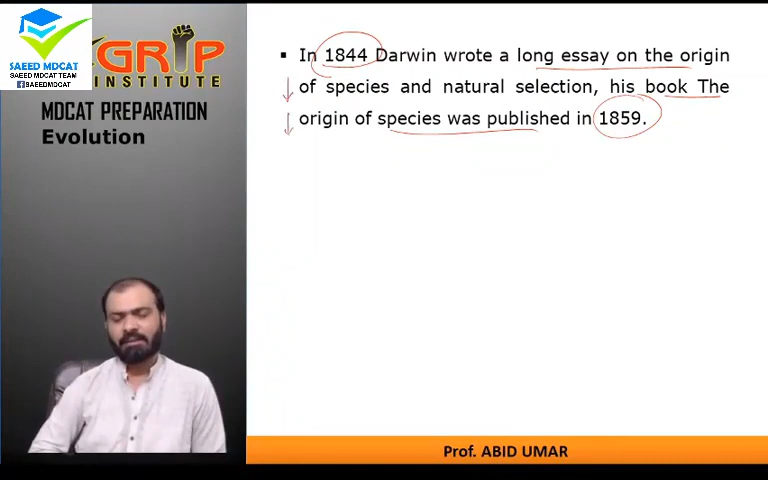 SAEED MDCAT
SAEED MDCAT TEAM
SAEEDMDCAT
GRIP
INSTITUTE
MDCAT PREPARATION
Evolution
▪ In 1844 Darwin wrote a long essay on the origin
of species and natural selection, his book The
origin of species was published in 1859.
Prof. ABID UMAR